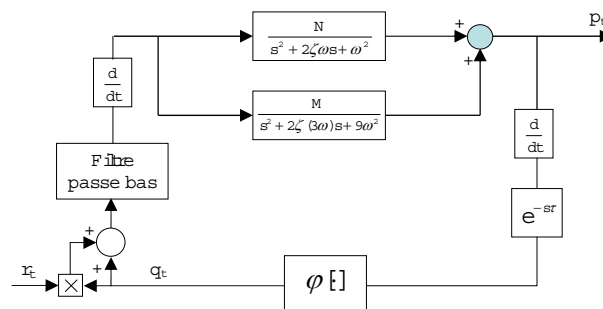 N
s² + 2ζωs + ω²
p_t
+
+
d
dt
M
s² + 2ζ (3ω) s + 9ω²
d
dt
Filtre
passe bas
e^{-sτ}
+
+
r_t
×
q_t
φ [·]